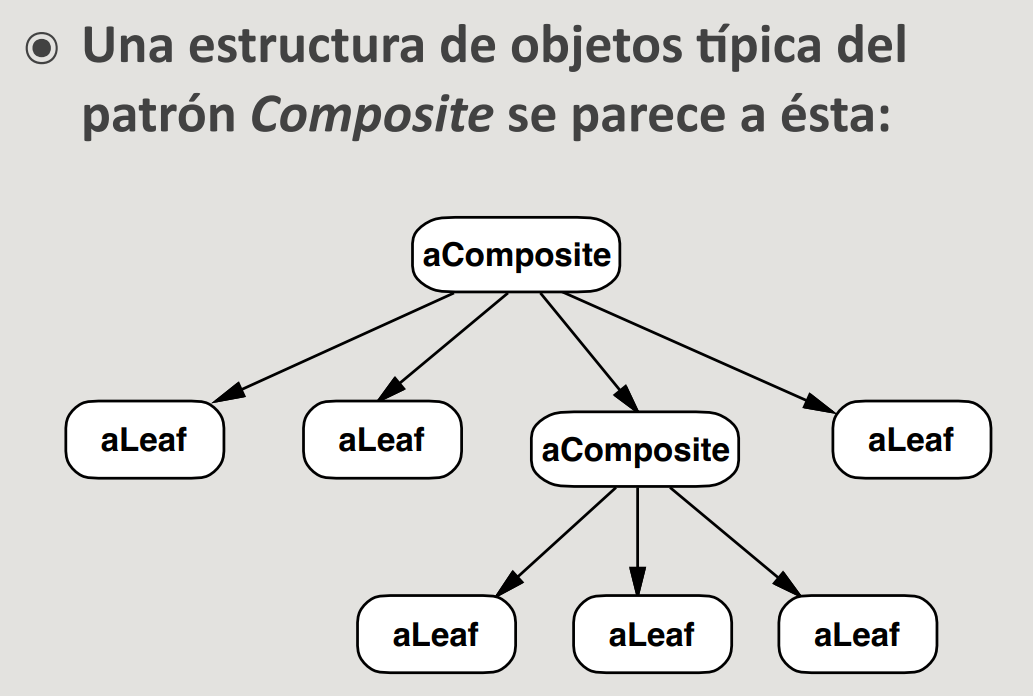 Una estructura de objetos típica del
patrón Composite se parece a ésta:
aComposite
aLeaf
aLeaf
aComposite
aLeaf
aLeaf
aLeaf
aLeaf